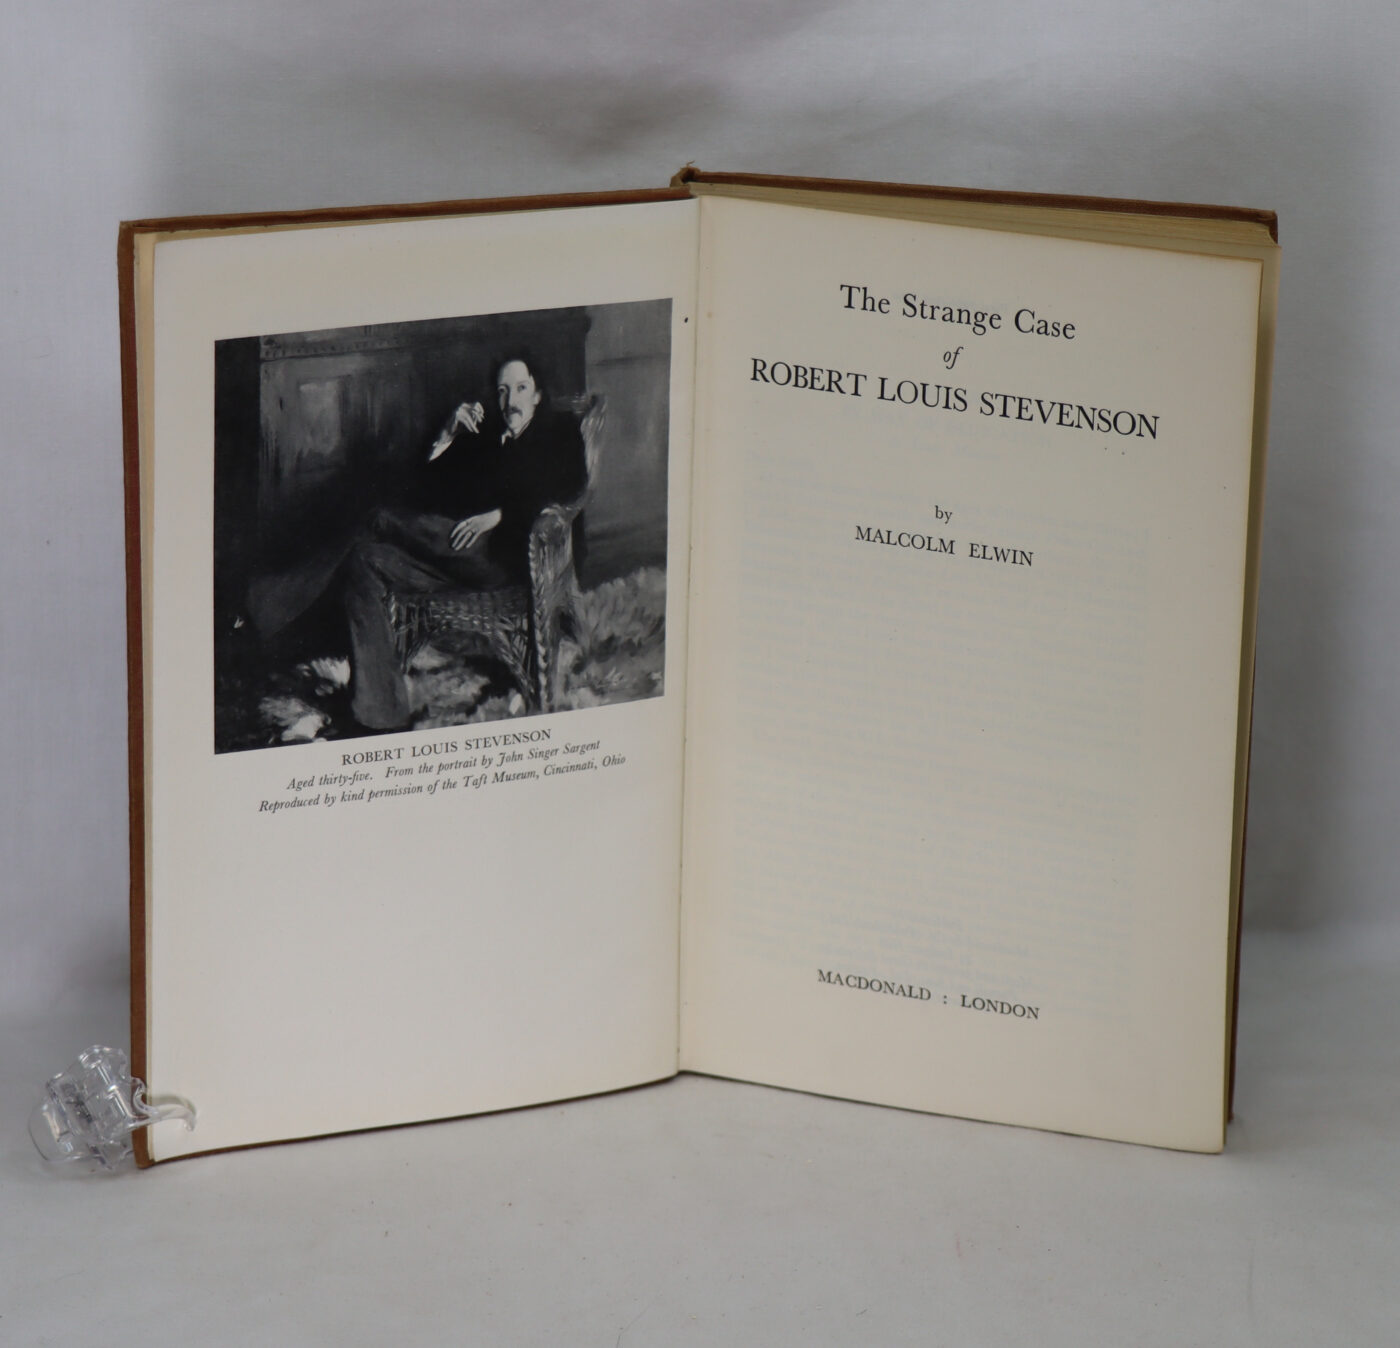 ROBERT LOUIS STEVENSON
Aged thirty-five. From the portrait by John Singer Sargent
Reproduced by kind permission of the Taft Museum, Cincinnati, Ohio
The Strange Case
of
ROBERT LOUIS STEVENSON
by
MALCOLM ELWIN
MACDONALD : LONDON